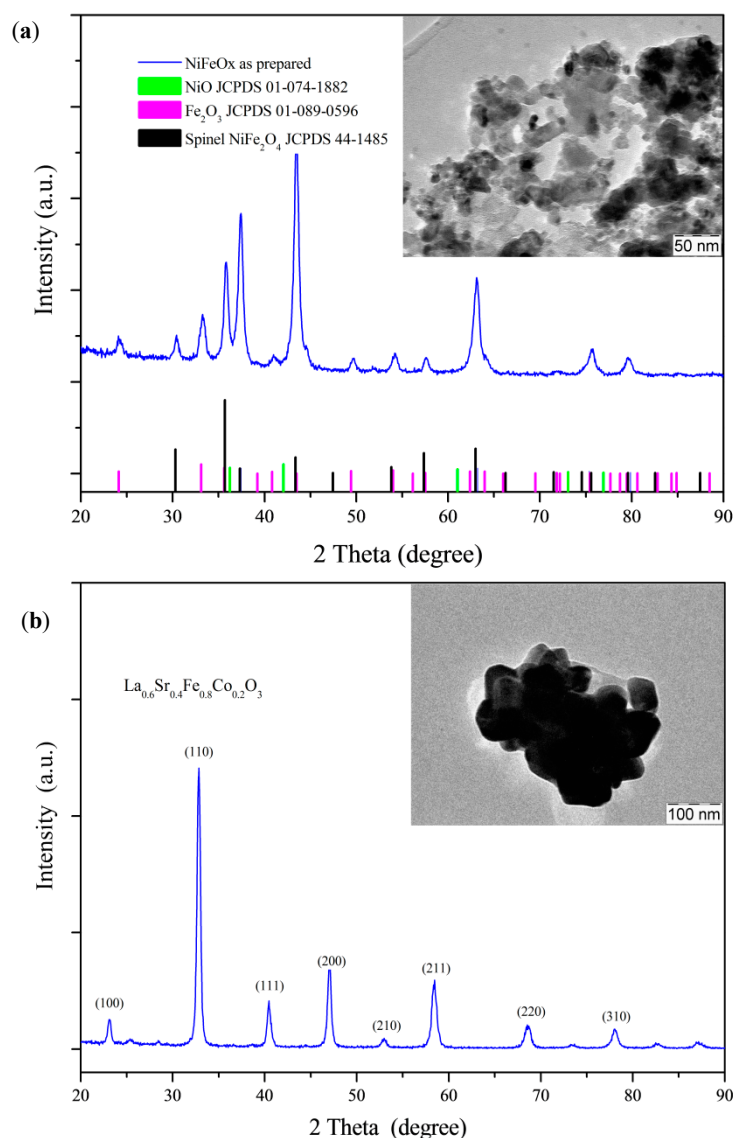 (a)
NiFeOx as prepared
NiO JCPDS 01-074-1882
Fe₂O₃ JCPDS 01-089-0596
Spinel NiFe₂O₄ JCPDS 44-1485
50 nm
Intensity (a.u.)
20 30 40 50 60 70 80 90
2 Theta (degree)
(b)
La₀.₆Sr₀.₄Fe₀.₈Co₀.₂O₃
100 nm
Intensity (a.u.)
(100) (110) (111) (200) (210) (211) (220) (310)
20 30 40 50 60 70 80 90
2 Theta (degree)